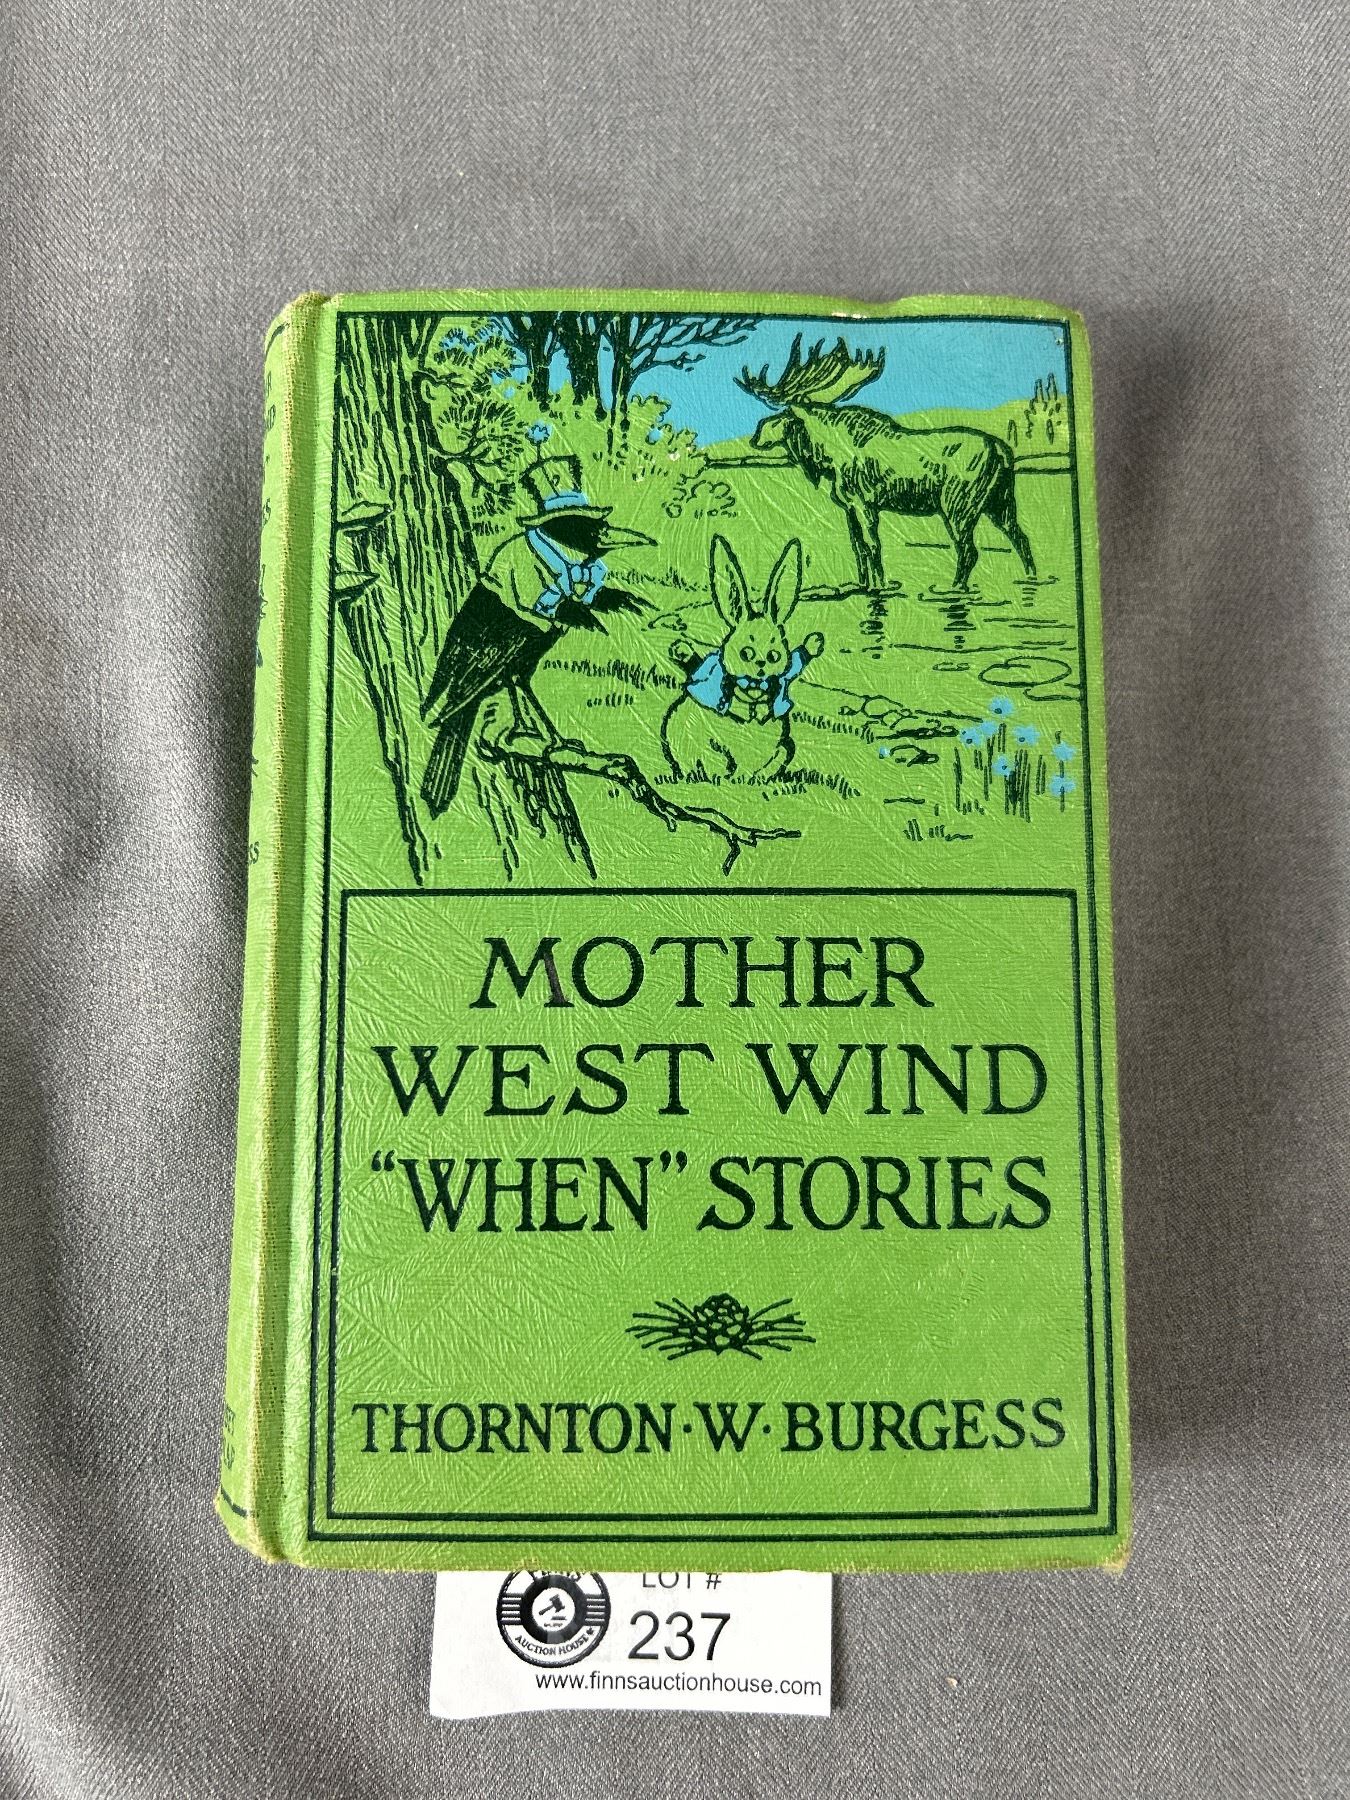 MOTHER
WEST WIND
“WHEN” STORIES
THORNTON·W·BURGESS
LOT #
237
AUCTION HOUSE
www.finnsauctionhouse.com